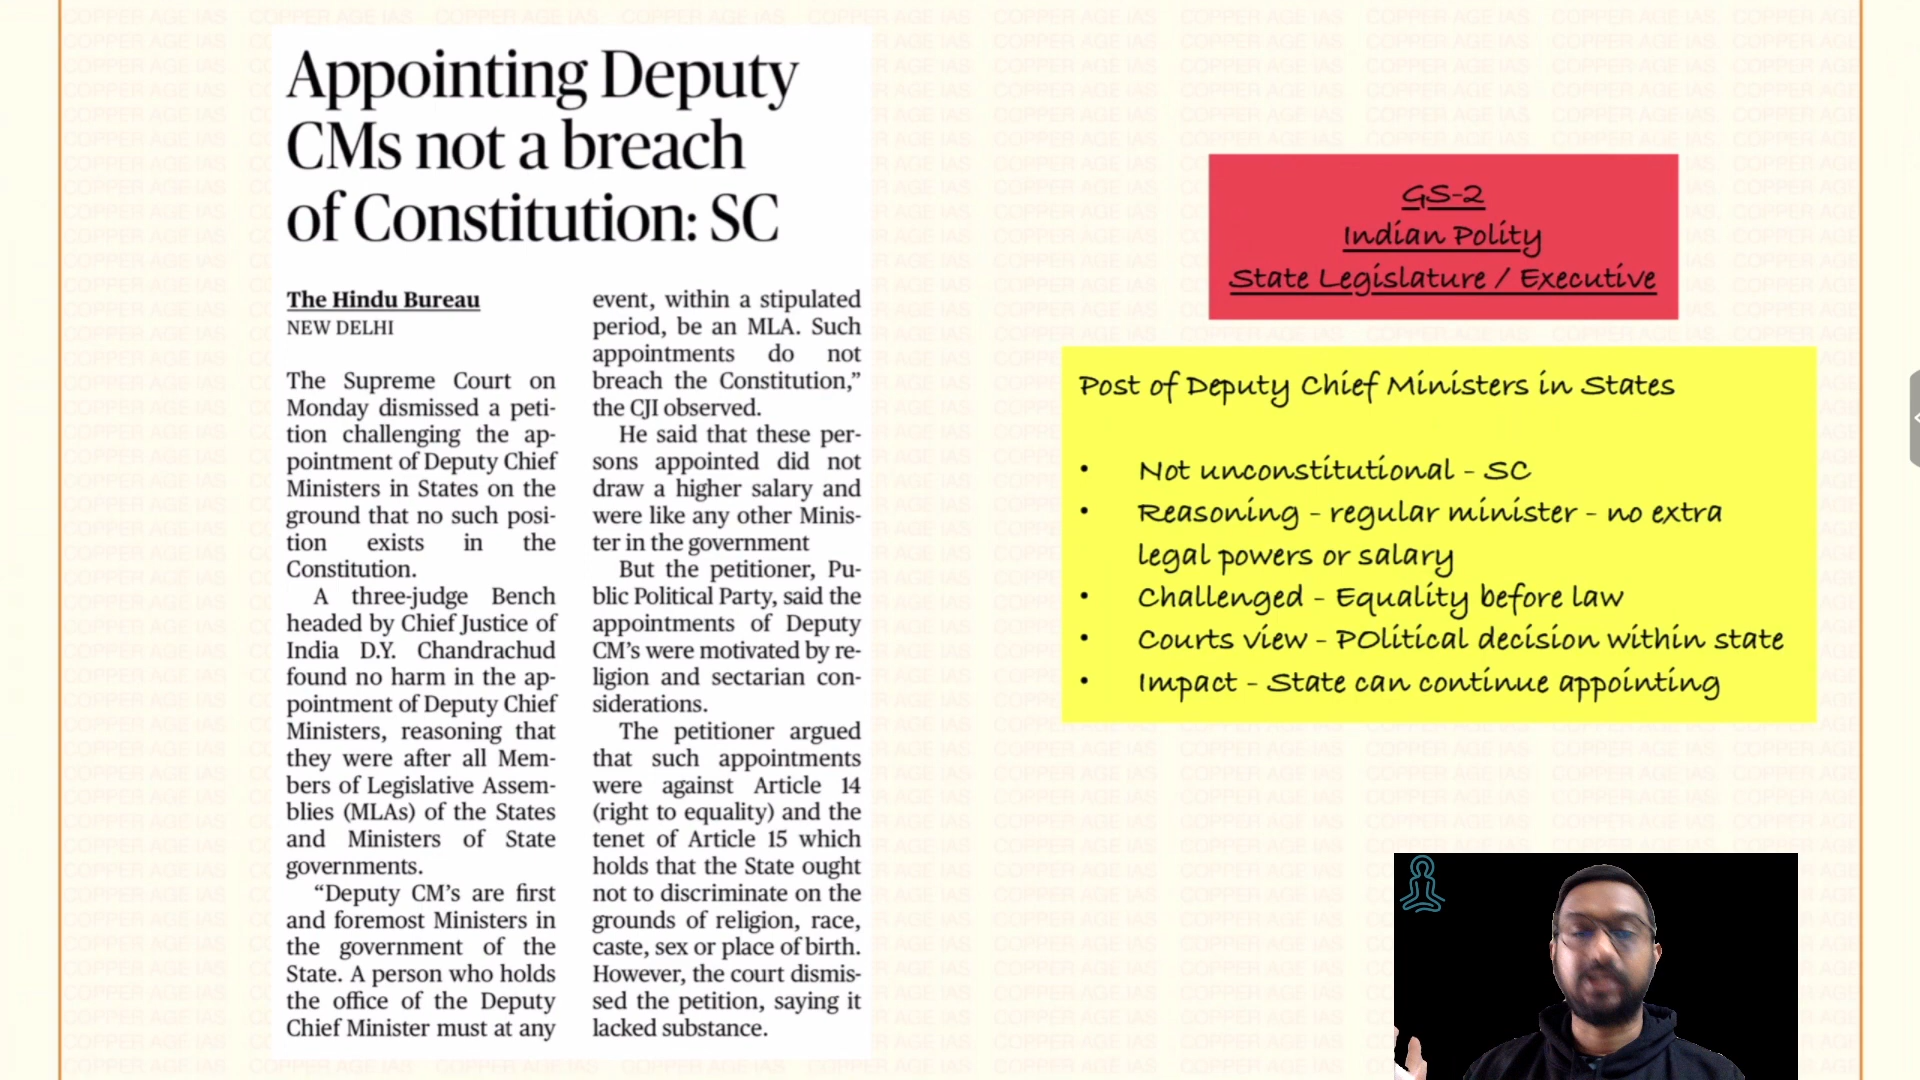 Appointing Deputy
CMs not a breach
of Constitution: SC
The Hindu Bureau
NEW DELHI
The Supreme Court on
Monday dismissed a peti-
tion challenging the ap-
pointment of Deputy Chief
Ministers in States on the
ground that no such posi-
tion exists in the
Constitution.
A three-judge Bench
headed by Chief Justice of
India D.Y. Chandrachud
found no harm in the ap-
pointment of Deputy Chief
Ministers, reasoning that
they were after all Mem-
bers of Legislative Assem-
blies (MLAs) of the States
and Ministers of State
governments.
“Deputy CM’s are first
and foremost Ministers in
the government of the
State. A person who holds
the office of the Deputy
Chief Minister must at any
event, within a stipulated
period, be an MLA. Such
appointments do not
breach the Constitution,”
the CJI observed.
He said that these per-
sons appointed did not
draw a higher salary and
were like any other Minis-
ter in the government
But the petitioner, Pu-
blic Political Party, said the
appointments of Deputy
CM’s were motivated by re-
ligion and sectarian con-
siderations.
The petitioner argued
that such appointments
were against Article 14
(right to equality) and the
tenet of Article 15 which
holds that the State ought
not to discriminate on the
grounds of religion, race,
caste, sex or place of birth.
However, the court dismis-
sed the petition, saying it
lacked substance.
GS-2
Indian Polity
State Legislature / Executive
Post of Deputy Chief Ministers in States
• Not unconstitutional - SC
• Reasoning - regular minister - no extra
legal powers or salary
• Challenged - Equality before law
• Courts view - POlitical decision within state
• Impact - State can continue appointing
COPPER AGE IAS